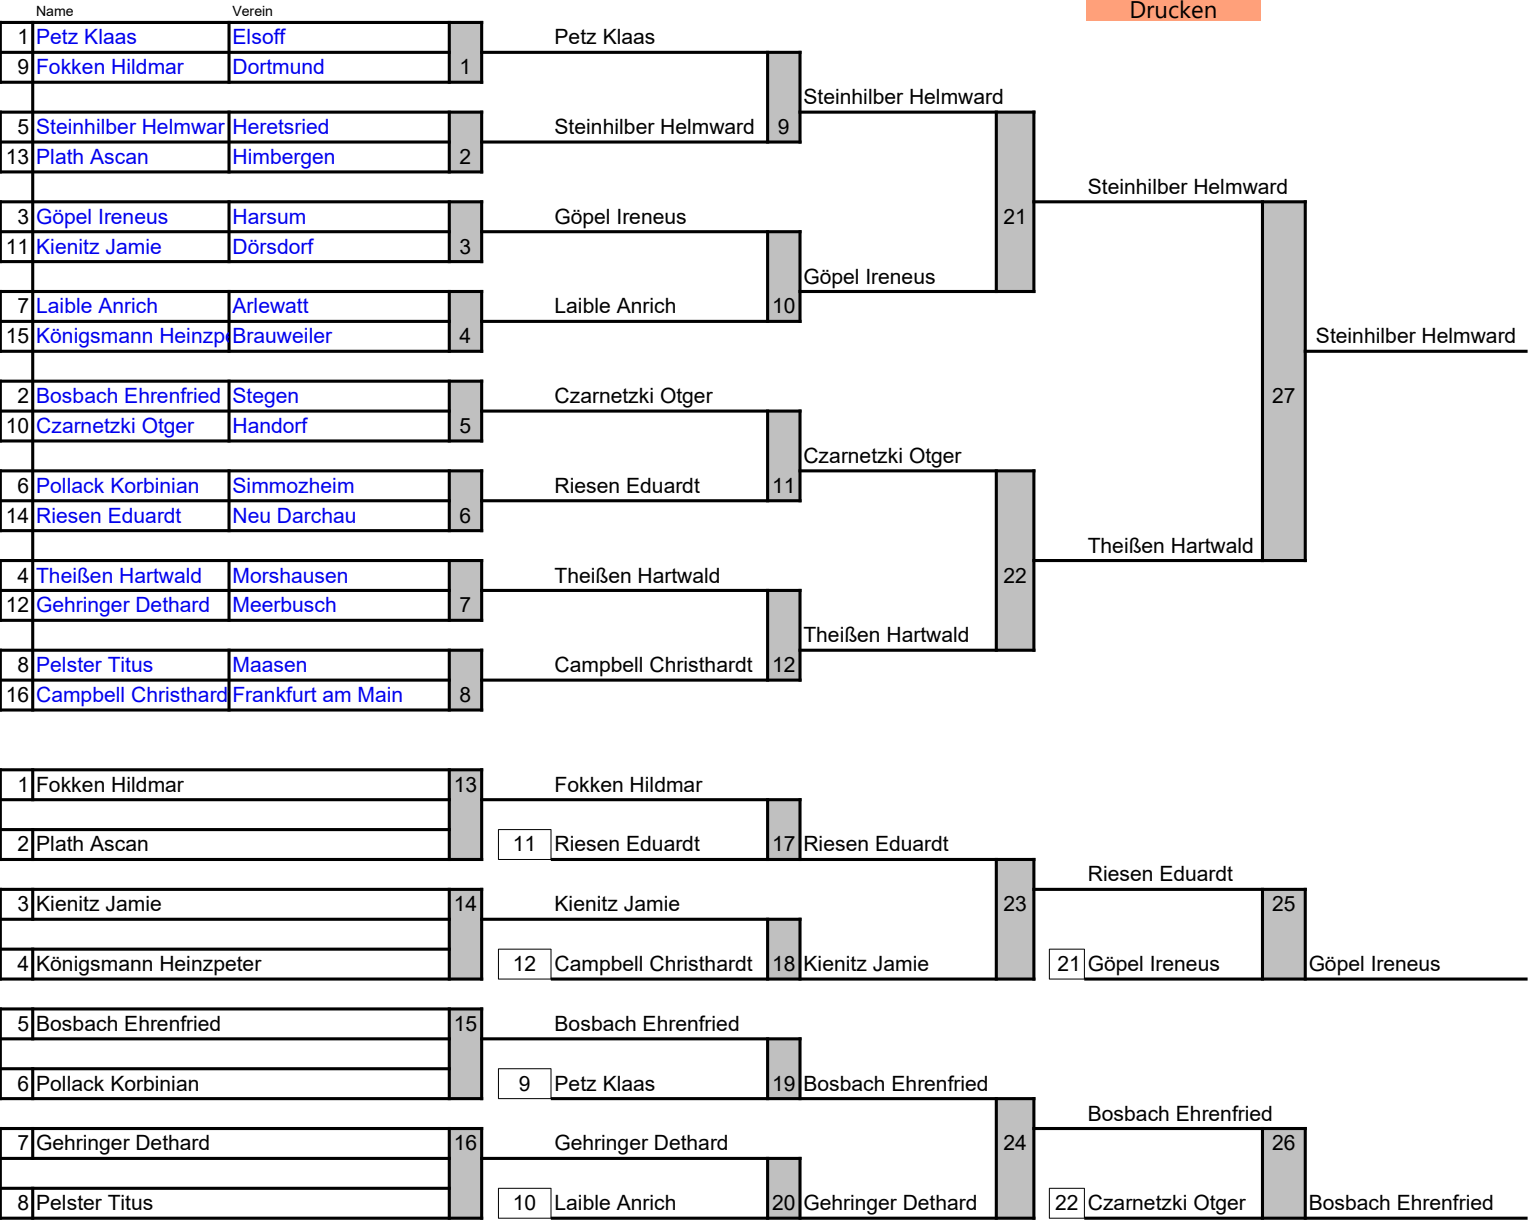 Name Verein Drucken
1 Petz Klaas Elsoff Petz Klaas
9 Fokken Hildmar Dortmund 1
Steinhilber Helmward
5 Steinhilber Helmwar Heretsried Steinhilber Helmward 9
13 Plath Ascan Himbergen 2
Steinhilber Helmward
3 Göpel Ireneus Harsum Göpel Ireneus 21
11 Kienitz Jamie Dörsdorf 3
Göpel Ireneus
7 Laible Anrich Arlewatt Laible Anrich 10
15 Königsmann Heinzpe Brauweiler 4 Steinhilber Helmward
2 Bosbach Ehrenfried Stegen Czarnetzki Otger 27
10 Czarnetzki Otger Handorf 5
Czarnetzki Otger
6 Pollack Korbinian Simmozheim Riesen Eduardt 11
14 Riesen Eduardt Neu Darchau 6
Theißen Hartwald
4 Theißen Hartwald Morshausen Theißen Hartwald 22
12 Gehringer Dethard Meerbusch 7
Theißen Hartwald
8 Pelster Titus Maasen Campbell Christhardt 12
16 Campbell Christhard Frankfurt am Main 8
1 Fokken Hildmar 13 Fokken Hildmar
2 Plath Ascan 11 Riesen Eduardt 17 Riesen Eduardt
Riesen Eduardt
3 Kienitz Jamie 14 Kienitz Jamie 23 25
4 Königsmann Heinzpeter 12 Campbell Christhardt 18 Kienitz Jamie 21 Göpel Ireneus Göpel Ireneus
5 Bosbach Ehrenfried 15 Bosbach Ehrenfried
6 Pollack Korbinian 9 Petz Klaas 19 Bosbach Ehrenfried
Bosbach Ehrenfried
7 Gehringer Dethard 16 Gehringer Dethard 24 26
8 Pelster Titus 10 Laible Anrich 20 Gehringer Dethard 22 Czarnetzki Otger Bosbach Ehrenfried